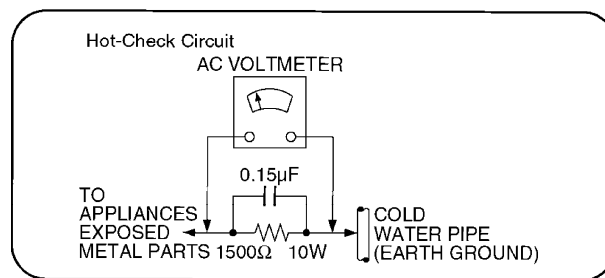 Hot-Check Circuit
AC VOLTMETER
0.15µF
TO
APPLIANCES
EXPOSED
METAL PARTS
1500Ω 10W
COLD
WATER PIPE
(EARTH GROUND)